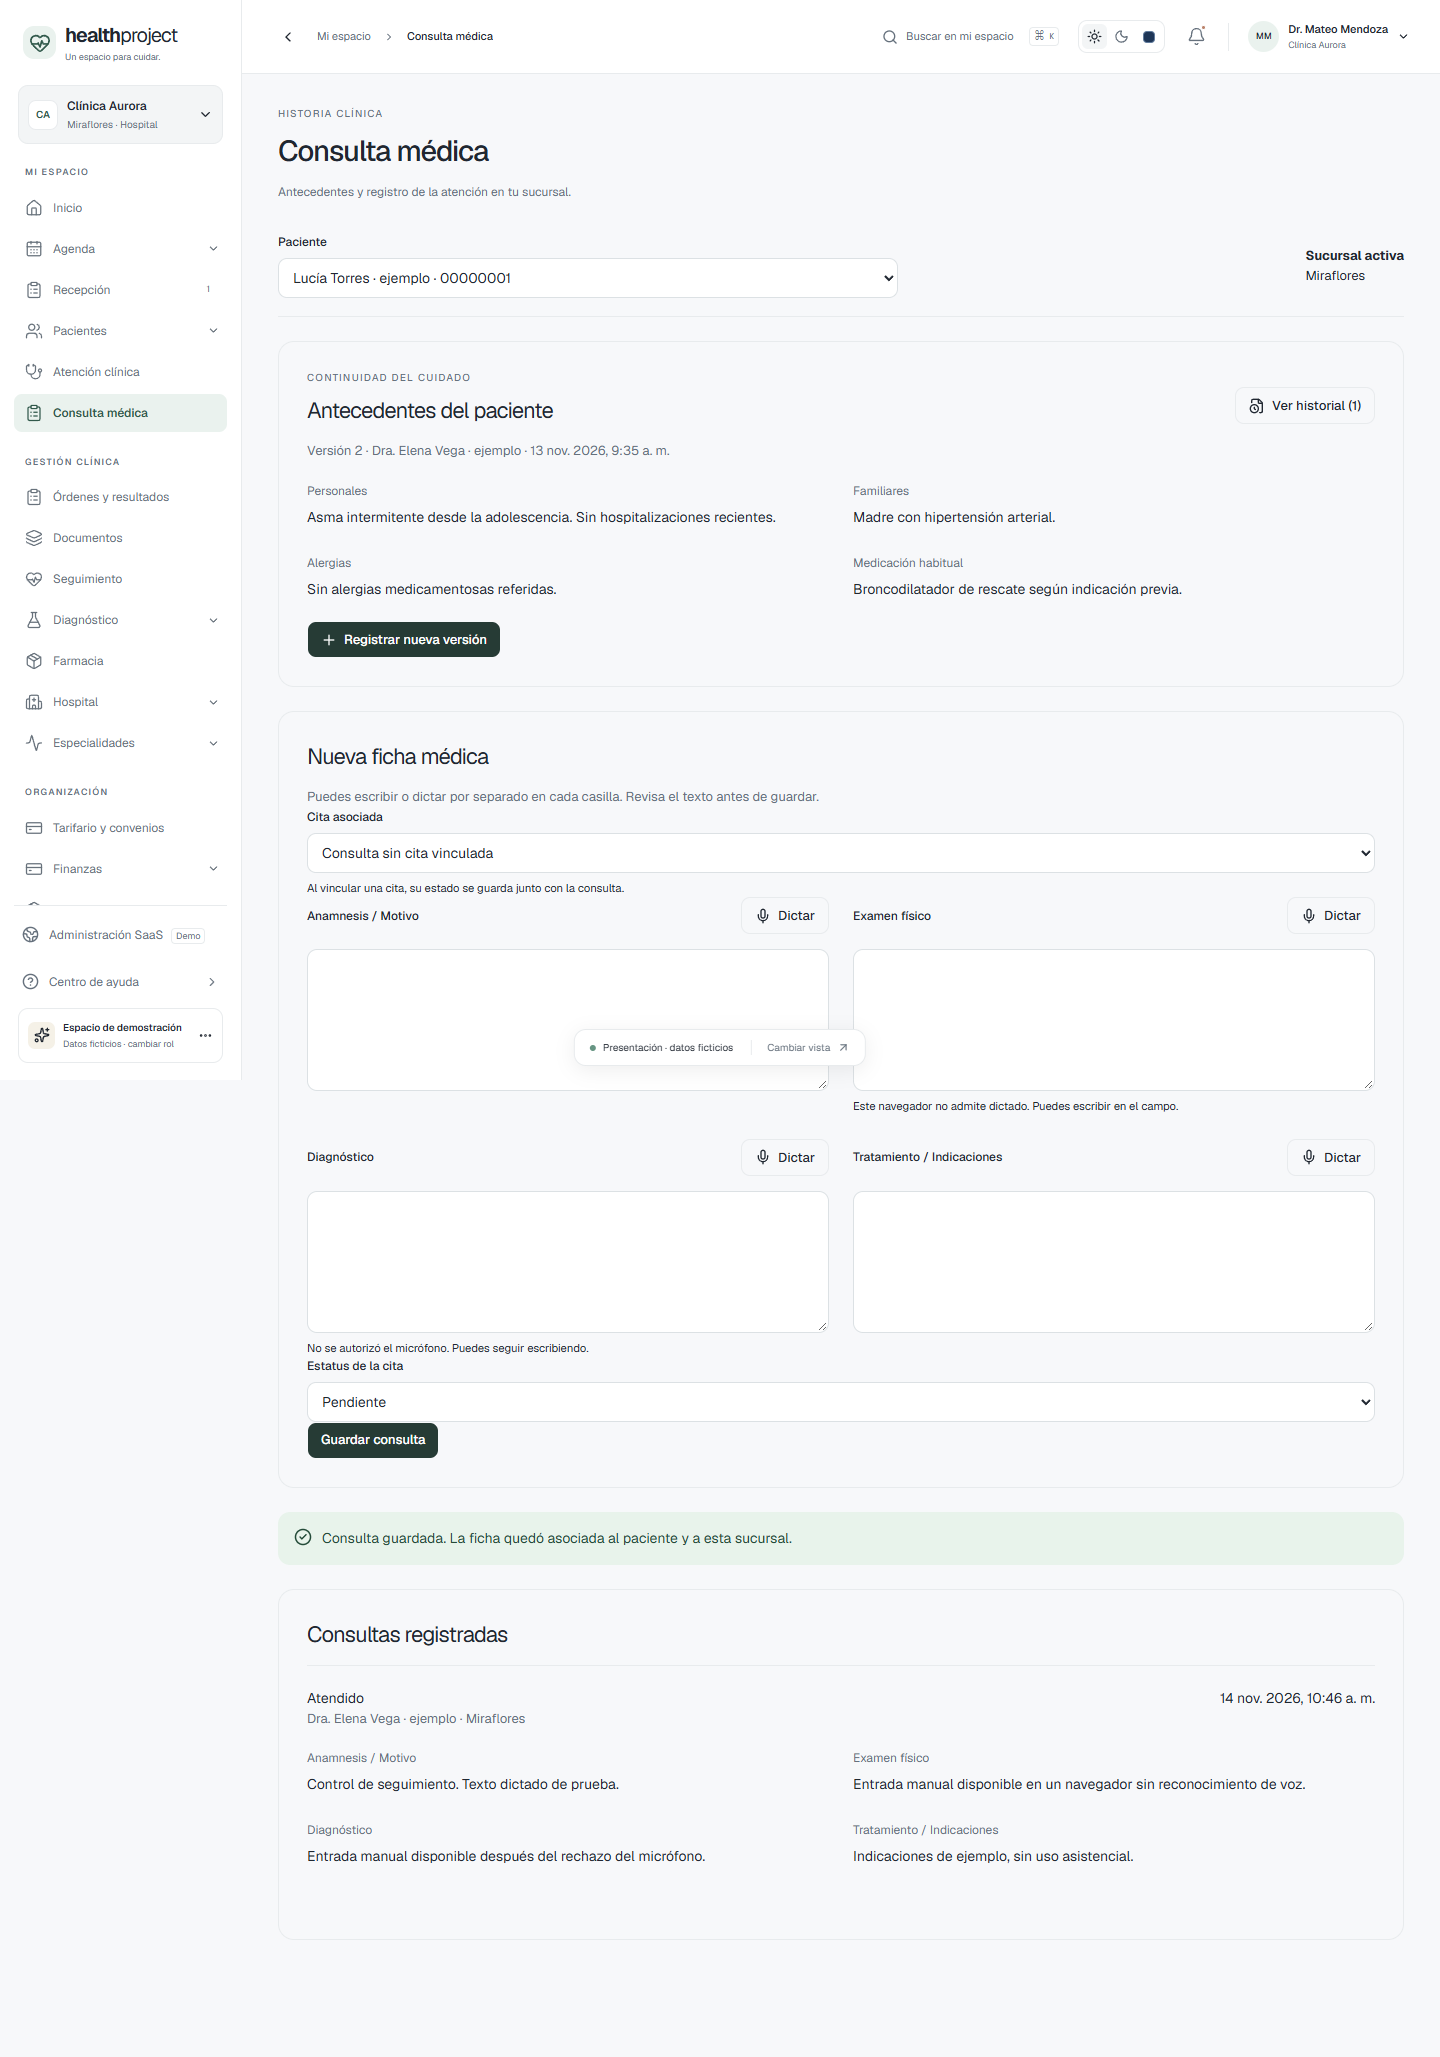 healthproject
Un espacio para cuidar.
CA
Clínica Aurora
Miraflores · Hospital
MI ESPACIO
Inicio
Agenda
Recepción
1
Pacientes
Atención clínica
Consulta médica
GESTIÓN CLÍNICA
Órdenes y resultados
Documentos
Seguimiento
Diagnóstico
Farmacia
Hospital
Especialidades
ORGANIZACIÓN
Tarifario y convenios
Finanzas
Administración SaaS
Demo
Centro de ayuda
Espacio de demostración
Datos ficticios · cambiar rol
Mi espacio
Consulta médica
Buscar en mi espacio
⌘ K
MM
Dr. Mateo Mendoza
Clínica Aurora
HISTORIA CLÍNICA
Consulta médica
Antecedentes y registro de la atención en tu sucursal.
Paciente
Lucía Torres · ejemplo · 00000001
Sucursal activa
Miraflores
CONTINUIDAD DEL CUIDADO
Antecedentes del paciente
Ver historial (1)
Versión 2 · Dra. Elena Vega · ejemplo · 13 nov. 2026, 9:35 a. m.
Personales
Asma intermitente desde la adolescencia. Sin hospitalizaciones recientes.
Familiares
Madre con hipertensión arterial.
Alergias
Sin alergias medicamentosas referidas.
Medicación habitual
Broncodilatador de rescate según indicación previa.
Registrar nueva versión
Nueva ficha médica
Puedes escribir o dictar por separado en cada casilla. Revisa el texto antes de guardar.
Cita asociada
Consulta sin cita vinculada
Al vincular una cita, su estado se guarda junto con la consulta.
Anamnesis / Motivo
Dictar
Examen físico
Dictar
Presentación · datos ficticios
Cambiar vista
Este navegador no admite dictado. Puedes escribir en el campo.
Diagnóstico
Dictar
Tratamiento / Indicaciones
Dictar
No se autorizó el micrófono. Puedes seguir escribiendo.
Estatus de la cita
Pendiente
Guardar consulta
Consulta guardada. La ficha quedó asociada al paciente y a esta sucursal.
Consultas registradas
Atendido
14 nov. 2026, 10:46 a. m.
Dra. Elena Vega · ejemplo · Miraflores
Anamnesis / Motivo
Control de seguimiento. Texto dictado de prueba.
Examen físico
Entrada manual disponible en un navegador sin reconocimiento de voz.
Diagnóstico
Entrada manual disponible después del rechazo del micrófono.
Tratamiento / Indicaciones
Indicaciones de ejemplo, sin uso asistencial.